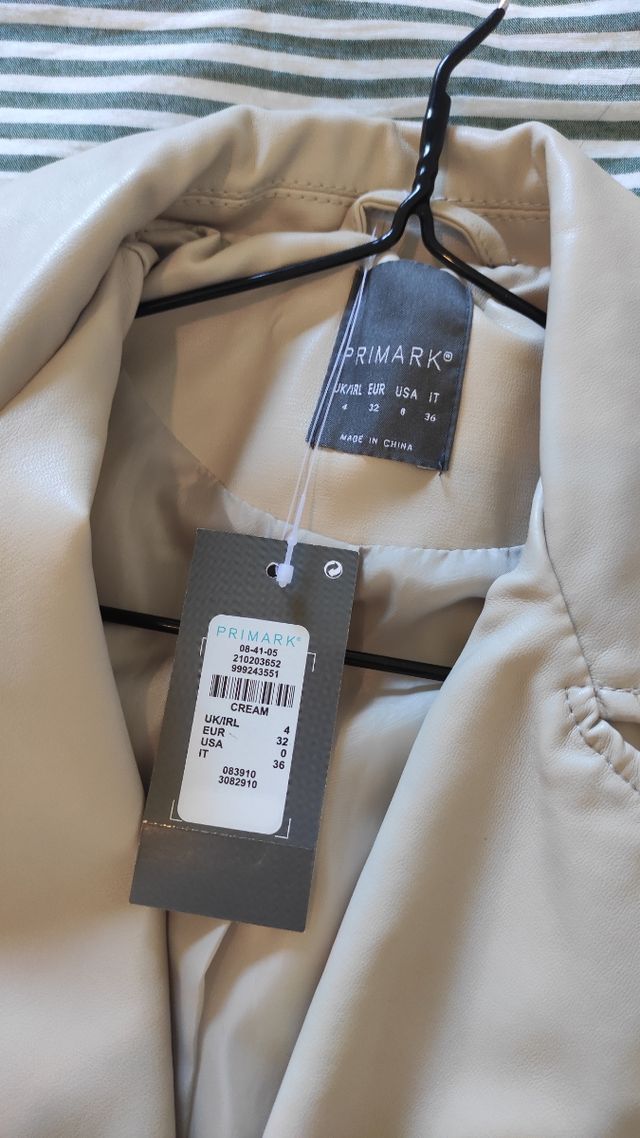 PRIMARK®
UK/IRL EUR USA IT
4 32 0 36
MADE IN CHINA
PRIMARK®
08-41-05
210203652
999243551
CREAM
UK/IRL 4
EUR 32
USA 0
IT 36
083910
3082910